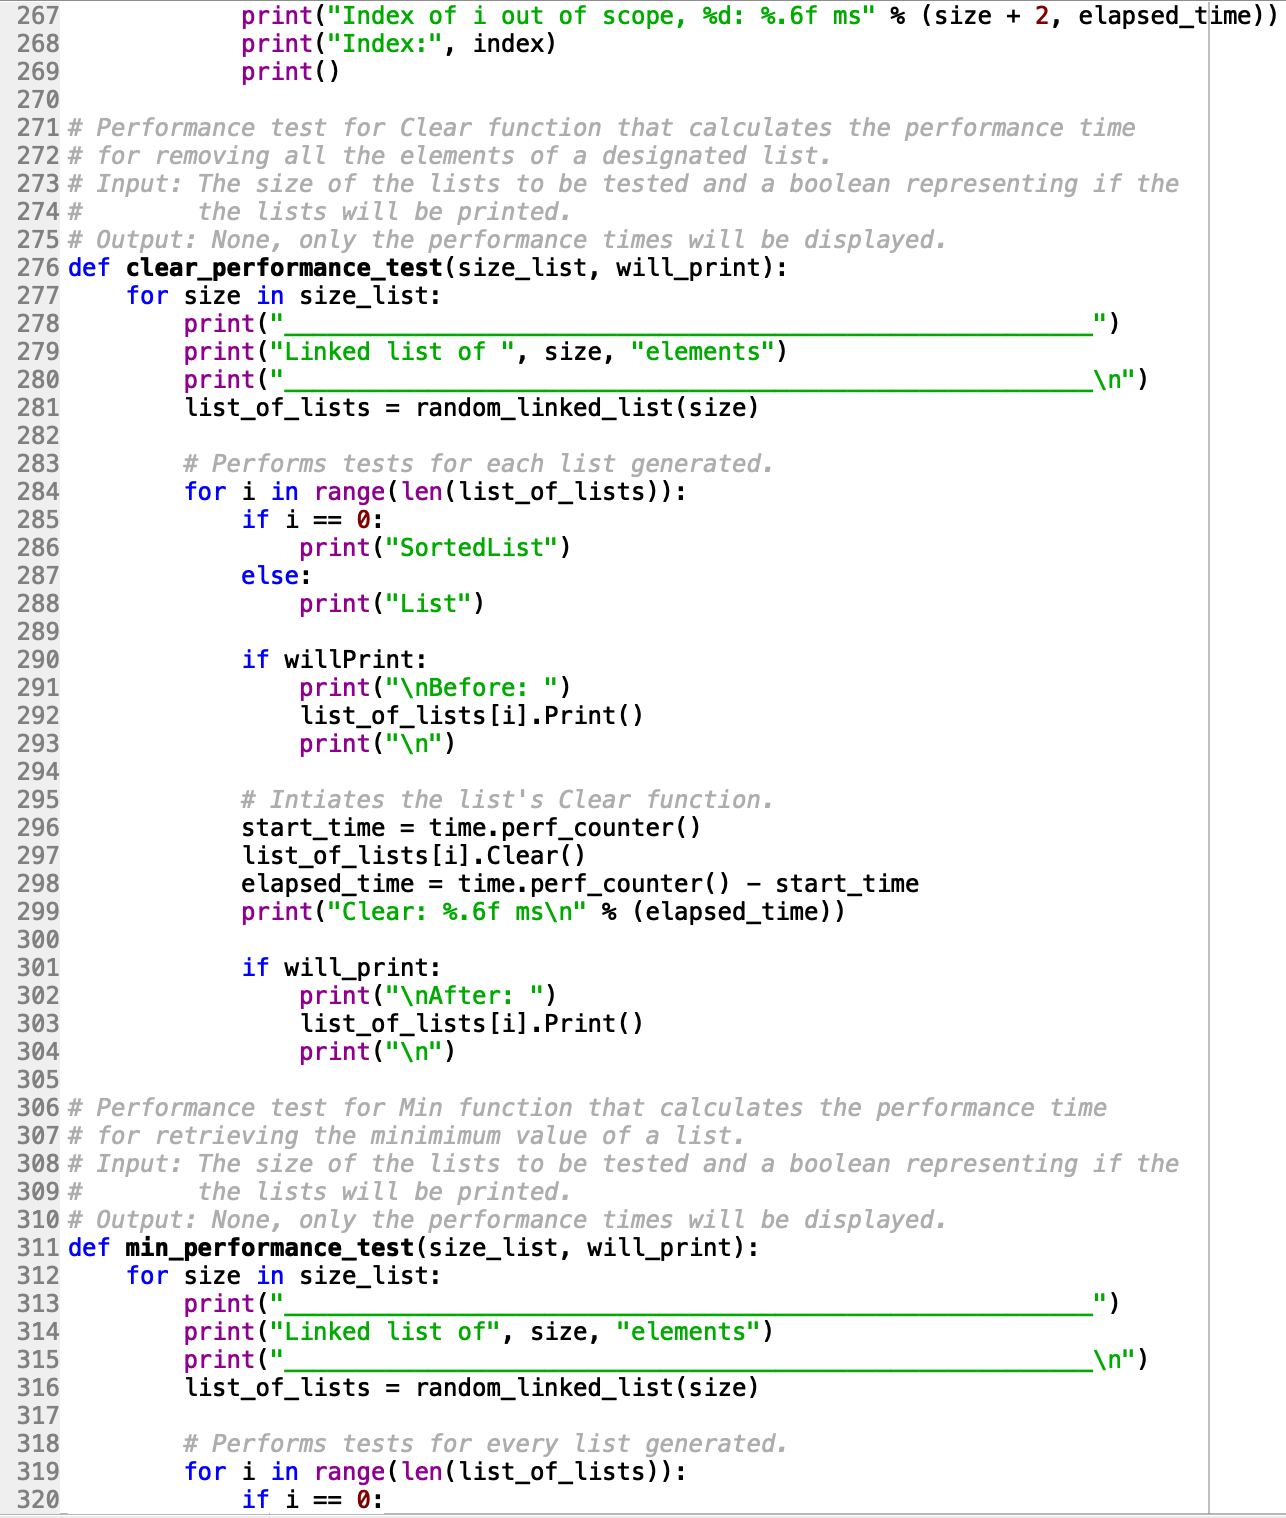 267             print("Index of i out of scope, %d: %.6f ms" % (size + 2, elapsed_time))
268             print("Index:", index)
269             print()
270
271 # Performance test for Clear function that calculates the performance time
272 # for removing all the elements of a designated list.
273 # Input: The size of the lists to be tested and a boolean representing if the
274 #        the lists will be printed.
275 # Output: None, only the performance times will be displayed.
276 def clear_performance_test(size_list, will_print):
277     for size in size_list:
278         print("________________________________________________________")
279         print("Linked list of ", size, "elements")
280         print("________________________________________________________\n")
281         list_of_lists = random_linked_list(size)
282
283         # Performs tests for each list generated.
284         for i in range(len(list_of_lists)):
285             if i == 0:
286                 print("SortedList")
287             else:
288                 print("List")
289
290             if willPrint:
291                 print("\nBefore: ")
292                 list_of_lists[i].Print()
293                 print("\n")
294
295             # Intiates the list's Clear function.
296             start_time = time.perf_counter()
297             list_of_lists[i].Clear()
298             elapsed_time = time.perf_counter() - start_time
299             print("Clear: %.6f ms\n" % (elapsed_time))
300
301             if will_print:
302                 print("\nAfter: ")
303                 list_of_lists[i].Print()
304                 print("\n")
305
306 # Performance test for Min function that calculates the performance time
307 # for retrieving the minimimum value of a list.
308 # Input: The size of the lists to be tested and a boolean representing if the
309 #        the lists will be printed.
310 # Output: None, only the performance times will be displayed.
311 def min_performance_test(size_list, will_print):
312     for size in size_list:
313         print("________________________________________________________")
314         print("Linked list of", size, "elements")
315         print("________________________________________________________\n")
316         list_of_lists = random_linked_list(size)
317
318         # Performs tests for every list generated.
319         for i in range(len(list_of_lists)):
320             if i == 0: